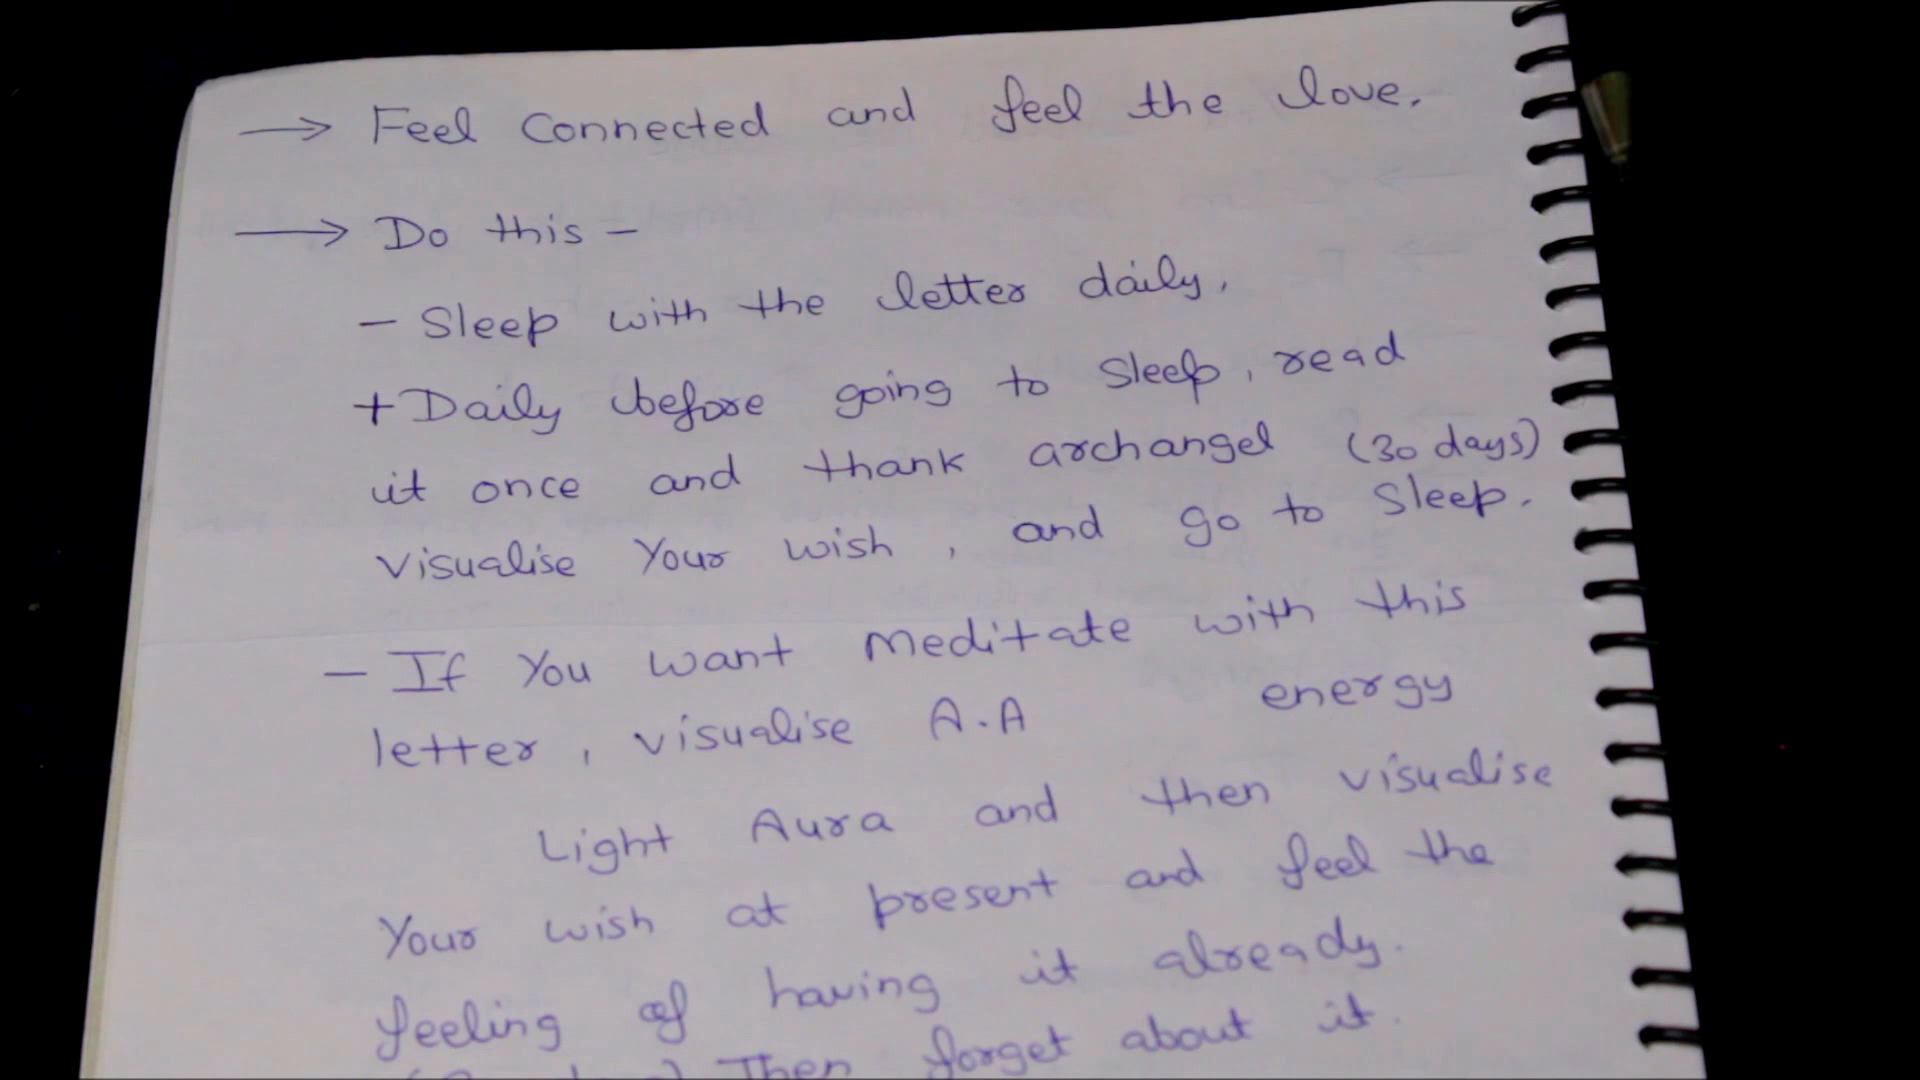 → Feel Connected and feel the love.
→ Do this -
- Sleep with the letter daily.
+ Daily before going to sleep, read
it once and thank archangel (30 days)
visualise your wish, and go to sleep.
- If you want meditate with this
letter, visualise A.A energy
Light Aura and then visualise
your wish at present and feel the
feeling of having it already.
Then forget about it.